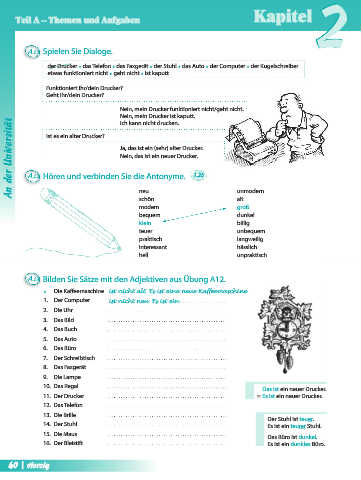 Teil A – Themen und Aufgaben
Kapitel 2
Spielen Sie Dialoge.
der Drucker • das Telefon • das Faxgerät • der Stuhl • das Auto • der Computer • der Kugelschreiber
etwas funktioniert nicht • geht nicht • ist kaputt
Funktioniert Ihr/dein Drucker?
Geht Ihr/dein Drucker?
Nein, mein Drucker funktioniert nicht/geht nicht.
Nein, mein Drucker ist kaputt.
Ich kann nicht drucken.
Ist es ein alter Drucker?
Ja, das ist ein (sehr) alter Drucker.
Nein, das ist ein neuer Drucker.
An der Universität
Hören und verbinden Sie die Antonyme. 1.26
neu unmodern
schön alt
modern groß
bequem dunkel
klein billig
teuer unbequem
praktisch langweilig
interessant hässlich
hell unpraktisch
Bilden Sie Sätze mit den Adjektiven aus Übung A12.
• Die Kaffeemaschine ist nicht alt. Es ist eine neue Kaffeemaschine
1. Der Computer ist nicht neu. Es ist ein
2. Die Uhr
3. Das Bild
4. Das Buch
5. Das Auto
6. Das Büro
7. Der Schreibtisch
8. Das Faxgerät
9. Die Lampe
10. Das Regal
11. Der Drucker
12. Das Telefon
13. Die Brille
14. Der Stuhl
15. Die Maus
16. Der Bleistift
Das ist ein neuer Drucker.
= Es ist ein neuer Drucker.
Der Stuhl ist teuer.
Es ist ein teurer Stuhl.
Das Büro ist dunkel.
Es ist ein dunkles Büro.
60 | sechzig